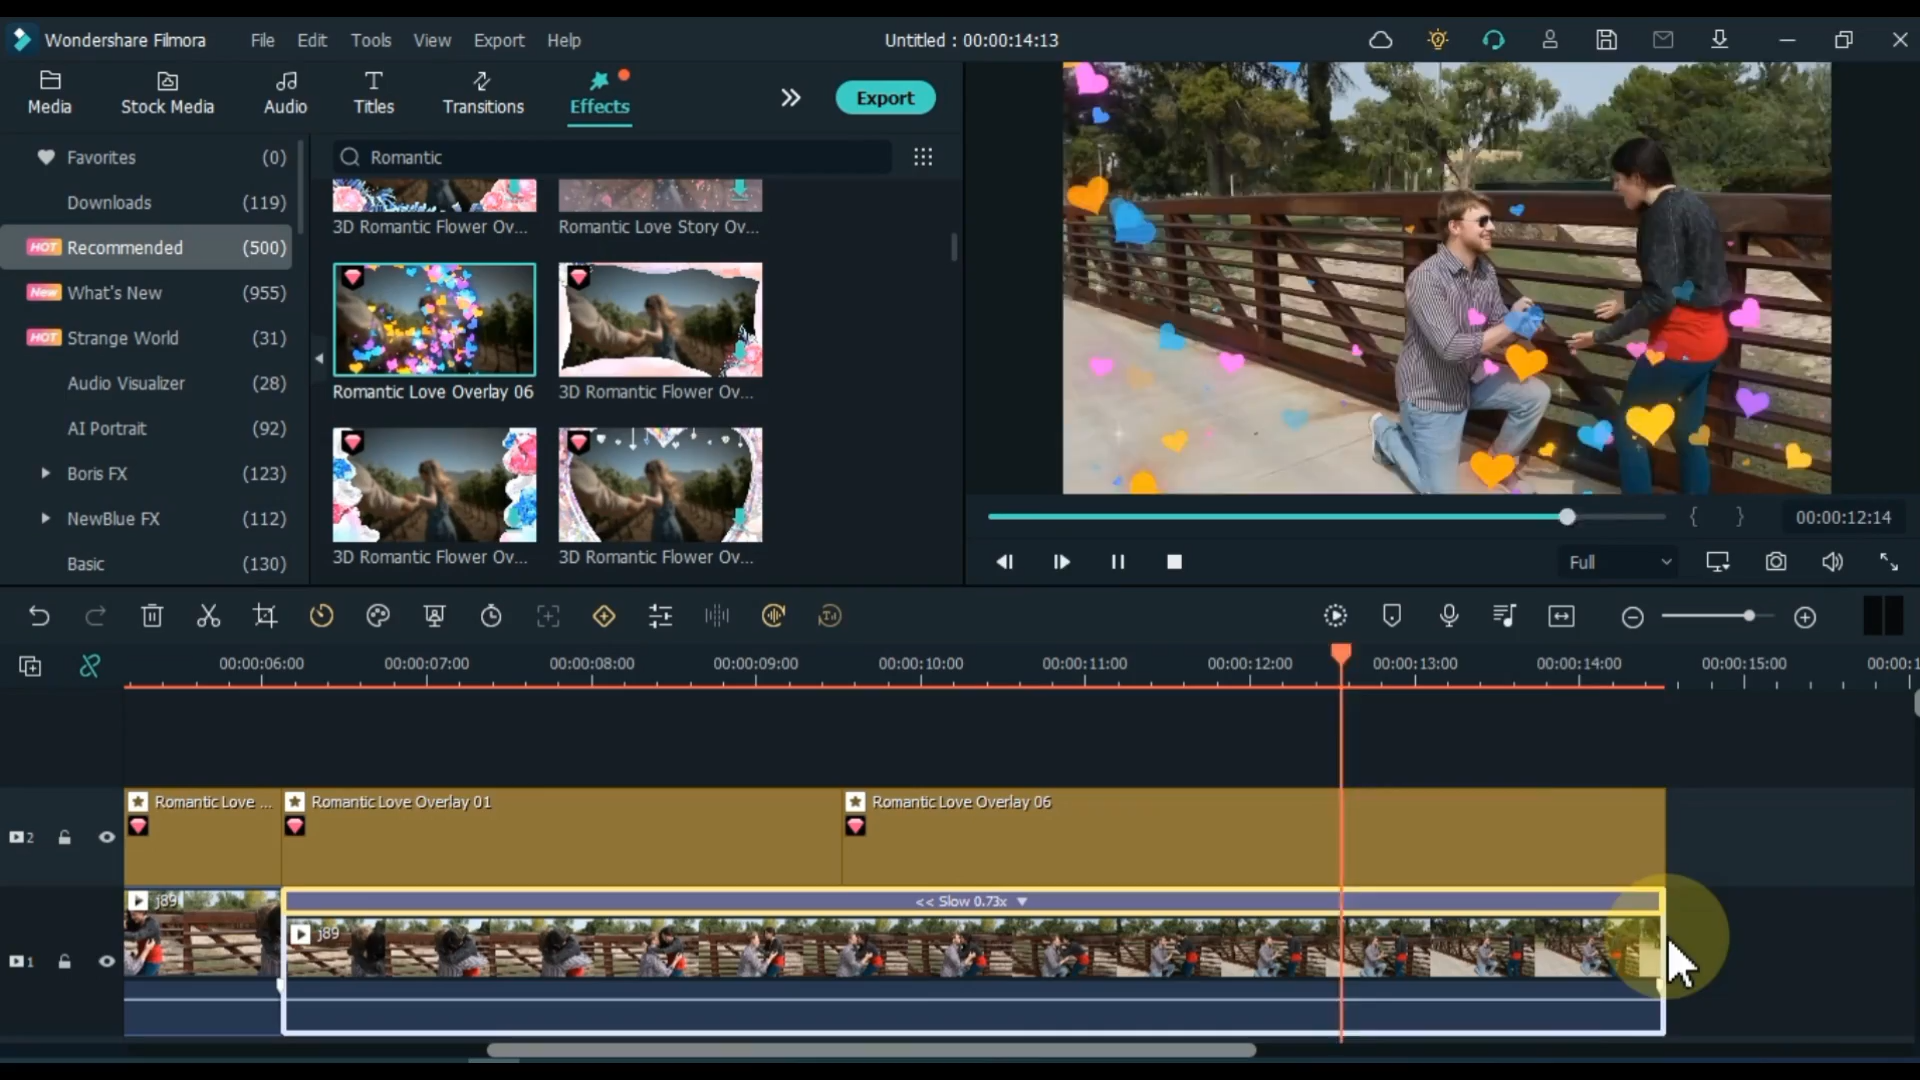 Wondershare Filmora File Edit Tools View Export Help Untitled : 00:00:14:13
Media Stock Media Audio Titles Transitions Effects Export
Favorites (0)
Downloads (119)
HOT Recommended (500)
New What's New (955)
HOT Strange World (31)
Audio Visualizer (28)
AI Portrait (92)
Boris FX (123)
NewBlue FX (112)
Basic (130)
Romantic
3D Romantic Flower Ov... Romantic Love Story Ov...
Romantic Love Overlay 06 3D Romantic Flower Ov...
3D Romantic Flower Ov... 3D Romantic Flower Ov...
{ } 00:00:12:14
Full
00:00:06:00 00:00:07:00 00:00:08:00 00:00:09:00 00:00:10:00 00:00:11:00 00:00:12:00 00:00:13:00 00:00:14:00 00:00:15:00 00:00:1
Romantic Love ... Romantic Love Overlay 01 Romantic Love Overlay 06
2
j89 << Slow 0.73x
j89
1